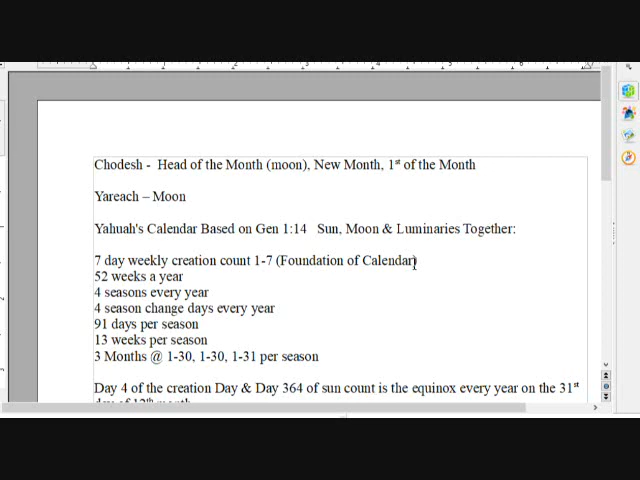 Chodesh -  Head of the Month (moon), New Month, 1st of the Month
Yareach – Moon
Yahuah's Calendar Based on Gen 1:14   Sun, Moon & Luminaries Together:
7 day weekly creation count 1-7 (Foundation of Calendar)
52 weeks a year
4 seasons every year
4 season change days every year
91 days per season
13 weeks per season
3 Months @ 1-30, 1-30, 1-31 per season
Day 4 of the creation Day & Day 364 of sun count is the equinox every year on the 31st
day of 12th month